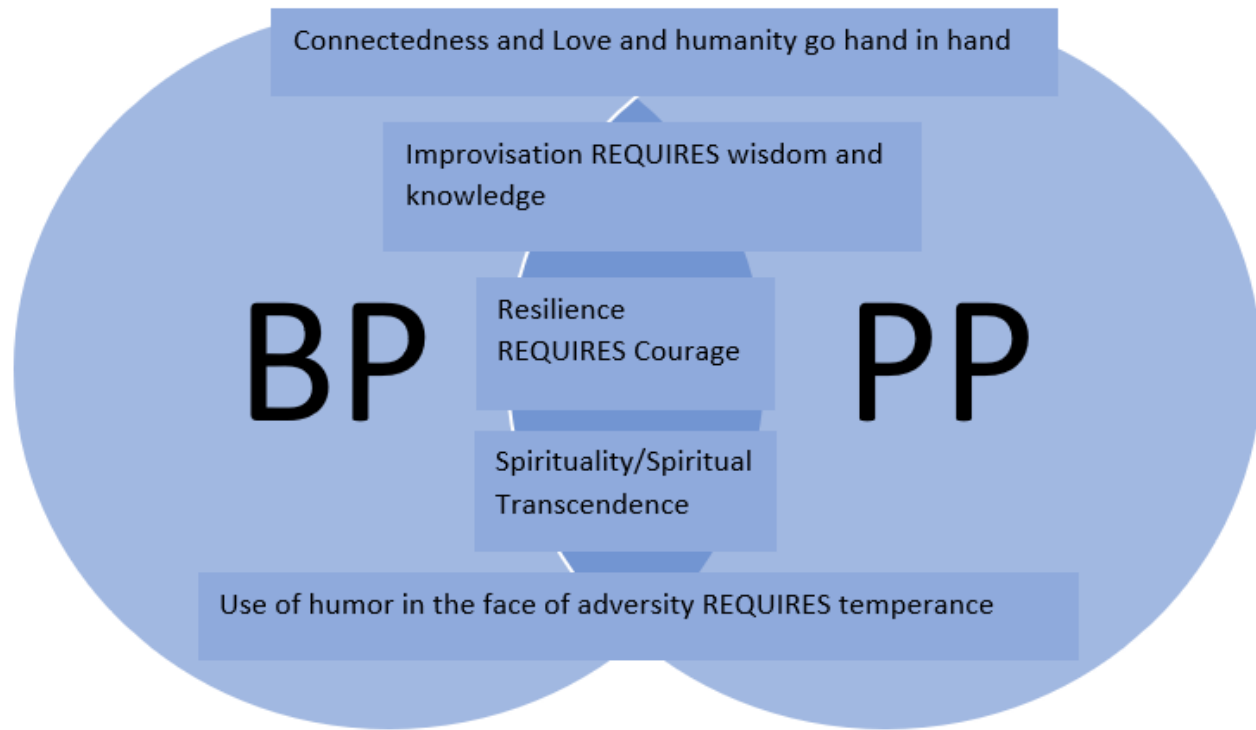 Connectedness and Love and humanity go hand in hand
Improvisation REQUIRES wisdom and
knowledge
BP
Resilience
REQUIRES Courage
PP
Spirituality/Spiritual
Transcendence
Use of humor in the face of adversity REQUIRES temperance